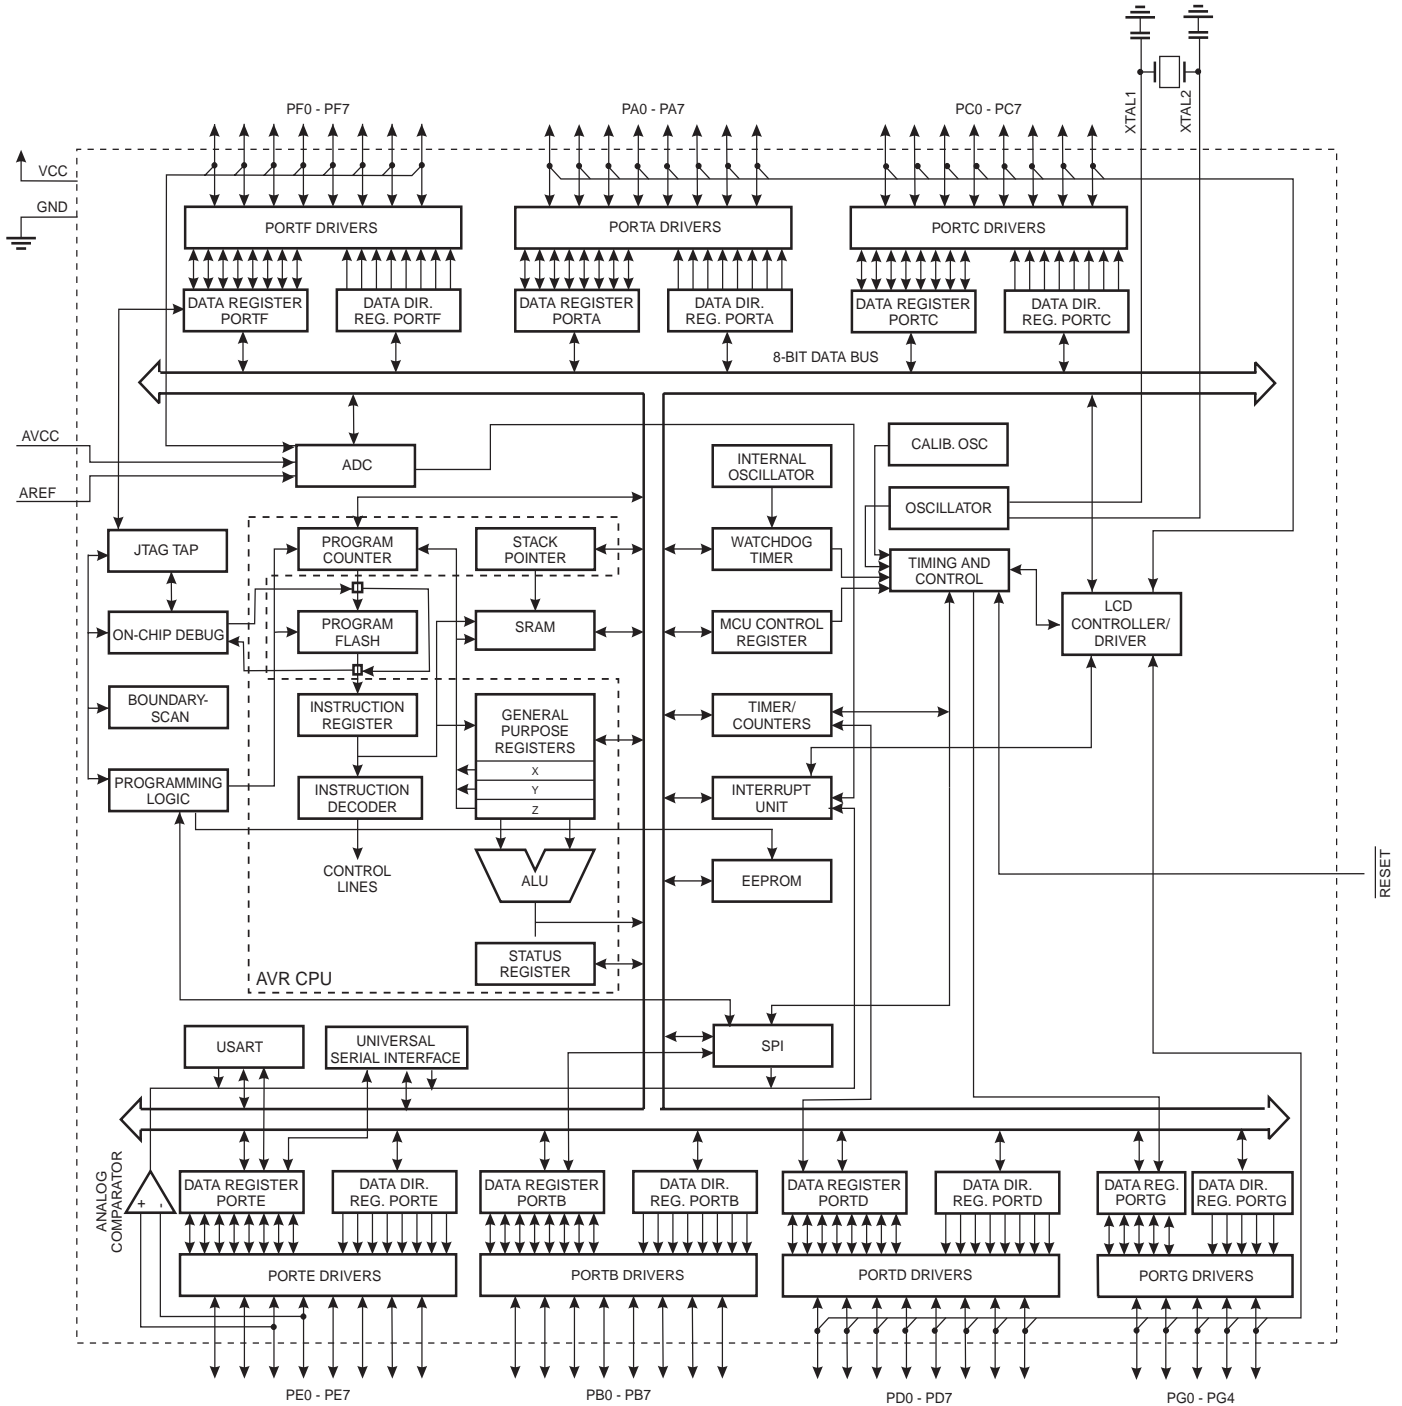 XTAL1
XTAL2
PF0 - PF7
PA0 - PA7
PC0 - PC7
VCC
GND
PORTF DRIVERS
PORTA DRIVERS
PORTC DRIVERS
DATA REGISTER
PORTF
DATA DIR.
REG. PORTF
DATA REGISTER
PORTA
DATA DIR.
REG. PORTA
DATA REGISTER
PORTC
DATA DIR.
REG. PORTC
8-BIT DATA BUS
AVCC
AREF
ADC
INTERNAL
OSCILLATOR
CALIB. OSC
OSCILLATOR
JTAG TAP
PROGRAM
COUNTER
STACK
POINTER
WATCHDOG
TIMER
TIMING AND
CONTROL
LCD
CONTROLLER/
DRIVER
ON-CHIP DEBUG
PROGRAM
FLASH
SRAM
MCU CONTROL
REGISTER
BOUNDARY-
SCAN
INSTRUCTION
REGISTER
GENERAL
PURPOSE
REGISTERS
X
Y
Z
TIMER/
COUNTERS
PROGRAMMING
LOGIC
INSTRUCTION
DECODER
INTERRUPT
UNIT
CONTROL
LINES
ALU
EEPROM
RESET
STATUS
REGISTER
AVR CPU
USART
UNIVERSAL
SERIAL INTERFACE
SPI
ANALOG
COMPARATOR
+
-
DATA REGISTER
PORTE
DATA DIR.
REG. PORTE
DATA REGISTER
PORTB
DATA DIR.
REG. PORTB
DATA REGISTER
PORTD
DATA DIR.
REG. PORTD
DATA REG.
PORTG
DATA DIR.
REG. PORTG
PORTE DRIVERS
PORTB DRIVERS
PORTD DRIVERS
PORTG DRIVERS
PE0 - PE7
PB0 - PB7
PD0 - PD7
PG0 - PG4